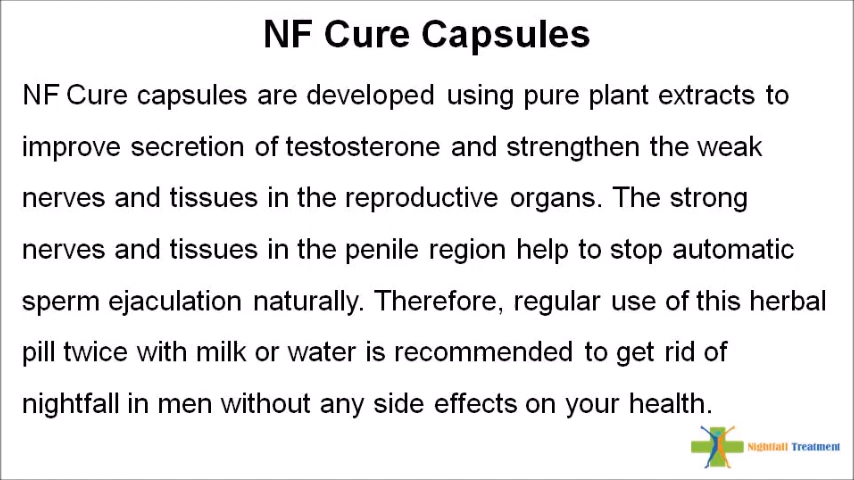 NF Cure Capsules
NF Cure capsules are developed using pure plant extracts to
improve secretion of testosterone and strengthen the weak
nerves and tissues in the reproductive organs. The strong
nerves and tissues in the penile region help to stop automatic
sperm ejaculation naturally. Therefore, regular use of this herbal
pill twice with milk or water is recommended to get rid of
nightfall in men without any side effects on your health.
Nightfall Treatment